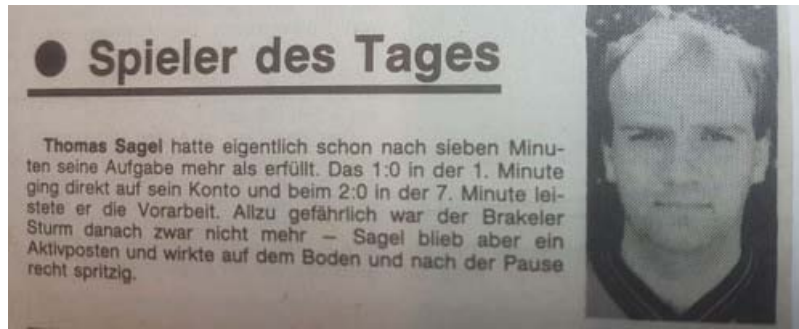 ● Spieler des Tages
Thomas Sagel hatte eigentlich schon nach sieben Minu-
ten seine Aufgabe mehr als erfüllt. Das 1:0 in der 1. Minute
ging direkt auf sein Konto und beim 2:0 in der 7. Minute lei-
stete er die Vorarbeit. Allzu gefährlich war der Brakeler
Sturm danach zwar nicht mehr — Sagel blieb aber ein
Aktivposten und wirkte auf dem Boden und nach der Pause
recht spritzig.